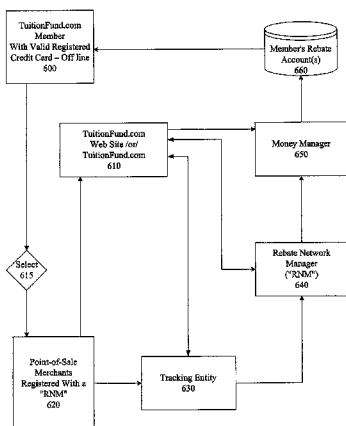 TuitionFund.com
Member
With Valid Registered
Credit Card – Off line
600
Member's Rebate
Account(s)
660
TuitionFund.com
Web Site /or/
TuitionFund.com
610
Money Manager
650
Select
615
Rebate Network
Manager
("RNM")
640
Point-of-Sale
Merchants
Registered With a
"RNM"
620
Tracking Entity
630